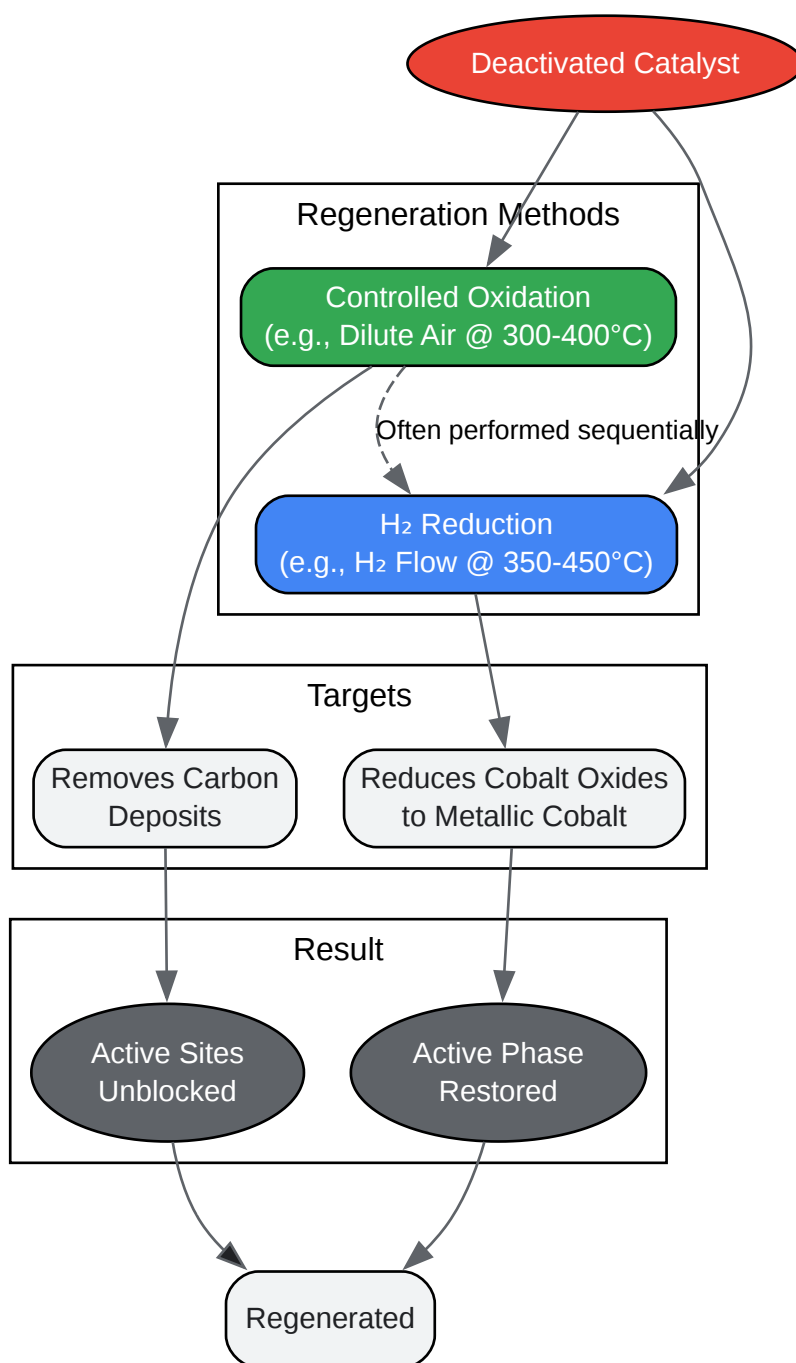 Deactivated Catalyst
Regeneration Methods
Controlled Oxidation
(e.g., Dilute Air @ 300-400°C)
Often performed sequentially
H₂ Reduction
(e.g., H₂ Flow @ 350-450°C)
Targets
Removes Carbon
Deposits
Reduces Cobalt Oxides
to Metallic Cobalt
Result
Active Sites
Unblocked
Active Phase
Restored
Regenerated